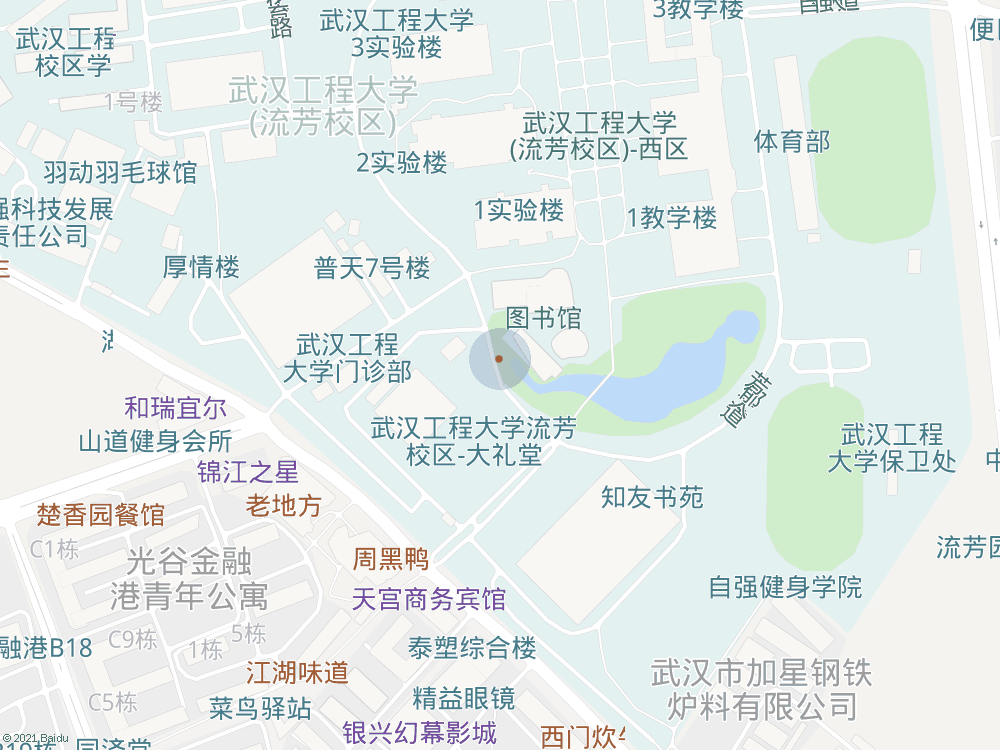 武汉工程大学
3实验楼
3教学楼
武汉工程
校区学
武汉工程大学
(流芳校区)
1号楼
武汉工程大学
(流芳校区)-西区
体育部
2实验楼
羽动羽毛球馆
强科技发展
责任公司
1实验楼
1教学楼
厚情楼
普天7号楼
图书馆
武汉工程
大学门诊部
和瑞宜尔
山道健身会所
武汉工程大学流芳
校区-大礼堂
武汉工程
大学保卫处
锦江之星
老地方
知友书苑
楚香园餐馆
C1栋
光谷金融
港青年公寓
周黑鸭
流芳园
自强健身学院
天宫商务宾馆
C9栋
5栋
1栋
融港B18
泰塑综合楼
江湖味道
武汉市加星钢铁
炉料有限公司
C5栋
菜鸟驿站
精益眼镜
银兴幻幕影城
西门炊
© 2021 Baidu